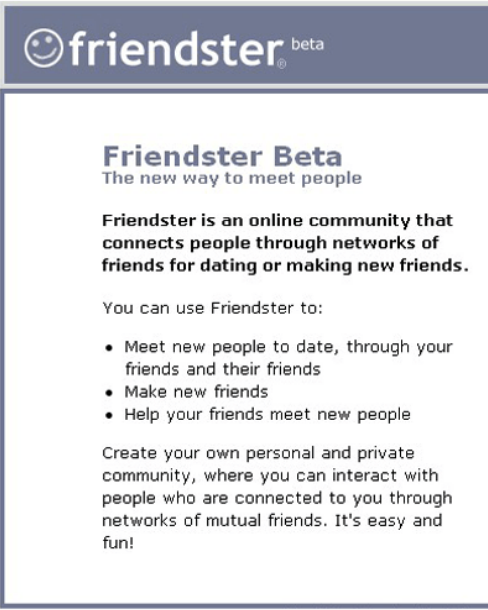 friendster® beta
Friendster Beta
The new way to meet people
Friendster is an online community that
connects people through networks of
friends for dating or making new friends.
You can use Friendster to:
• Meet new people to date, through your
friends and their friends
• Make new friends
• Help your friends meet new people
Create your own personal and private
community, where you can interact with
people who are connected to you through
networks of mutual friends. It's easy and
fun!